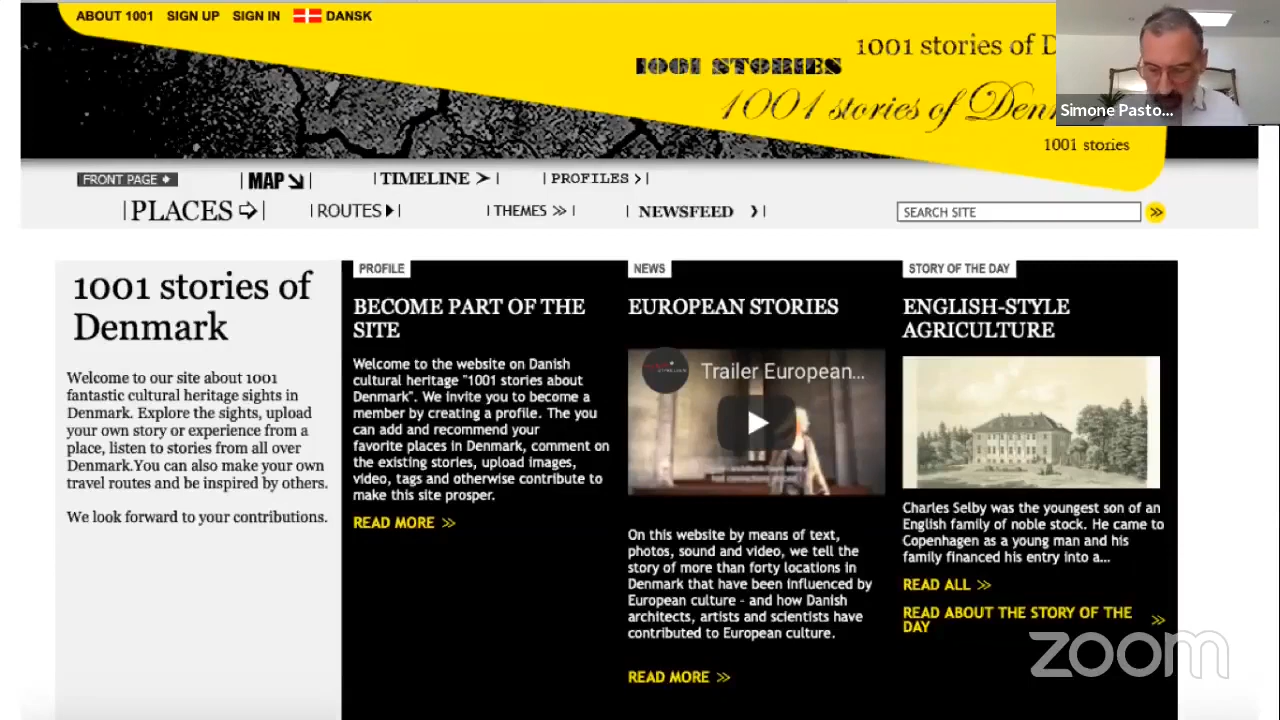 ABOUT 1001 SIGN UP SIGN IN DANSK
1001 stories of D
1001 STORIES
1001 stories of Den
Simone Pasto...
1001 stories
FRONT PAGE MAP TIMELINE PROFILES
PLACES ROUTES THEMES NEWSFEED SEARCH SITE
1001 stories of
Denmark
Welcome to our site about 1001
fantastic cultural heritage sights in
Denmark. Explore the sights, upload
your own story or experience from a
place, listen to stories from all over
Denmark.You can also make your own
travel routes and be inspired by others.
We look forward to your contributions.
PROFILE
BECOME PART OF THE
SITE
Welcome to the website on Danish
cultural heritage "1001 stories about
Denmark". We invite you to become a
member by creating a profile. The you
can add and recommend your
favorite places in Denmark, comment on
the existing stories, upload images,
video, tags and otherwise contribute to
make this site prosper.
READ MORE
NEWS
EUROPEAN STORIES
Trailer European...
On this website by means of text,
photos, sound and video, we tell the
story of more than forty locations in
Denmark that have been influenced by
European culture - and how Danish
architects, artists and scientists have
contributed to European culture.
READ MORE
STORY OF THE DAY
ENGLISH-STYLE
AGRICULTURE
Charles Selby was the youngest son of an
English family of noble stock. He came to
Copenhagen as a young man and his
family financed his entry into a...
READ ALL
READ ABOUT THE STORY OF THE
DAY
zoom